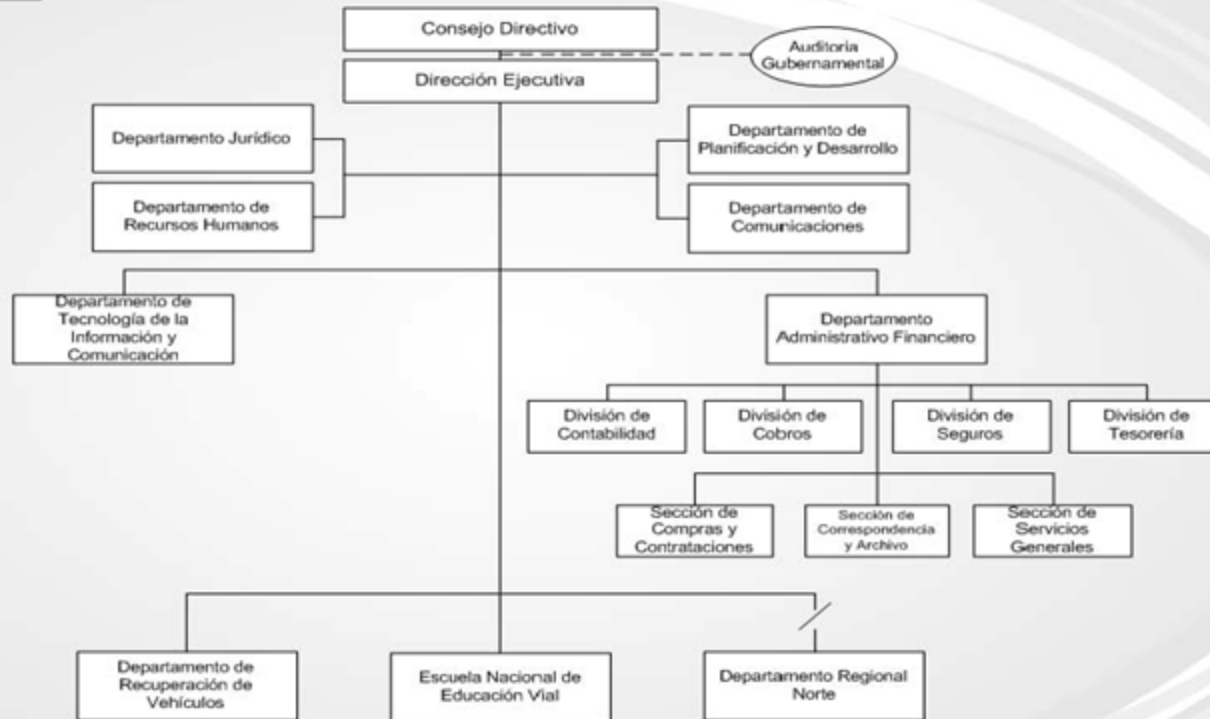 Consejo Directivo
Auditoria
Gubernamental
Dirección Ejecutiva
Departamento Jurídico
Departamento de
Planificación y Desarrollo
Departamento de
Recursos Humanos
Departamento de
Comunicaciones
Departamento de
Tecnología de la
Información y
Comunicación
Departamento
Administrativo Financiero
División de
Contabilidad
División de
Cobros
División de
Seguros
División de
Tesorería
Sección de
Compras y
Contrataciones
Sección de
Correspondencia
y Archivo
Sección de
Servicios
Generales
Departamento de
Recuperación de
Vehículos
Escuela Nacional de
Educación Vial
Departamento Regional
Norte